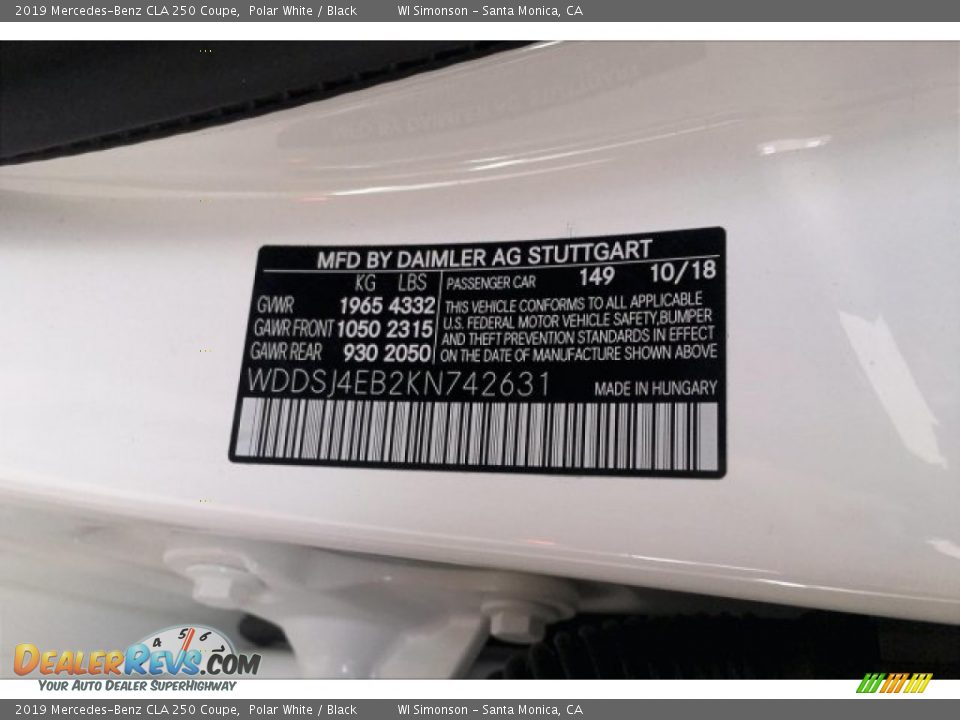 2019 Mercedes-Benz CLA 250 Coupe, Polar White / Black WI Simonson - Santa Monica, CA
MFD BY DAIMLER AG STUTTGART
KG LBS
GVWR 1965 4332
GAWR FRONT 1050 2315
GAWR REAR 930 2050
PASSENGER CAR 149 10/18
THIS VEHICLE CONFORMS TO ALL APPLICABLE
U.S. FEDERAL MOTOR VEHICLE SAFETY,BUMPER
AND THEFT PREVENTION STANDARDS IN EFFECT
ON THE DATE OF MANUFACTURE SHOWN ABOVE
WDDSJ4EB2KN742631 MADE IN HUNGARY
4 5 6
DEALERREVS.COM
YOUR AUTO DEALER SUPERHIGHWAY
2019 Mercedes-Benz CLA 250 Coupe, Polar White / Black WI Simonson - Santa Monica, CA